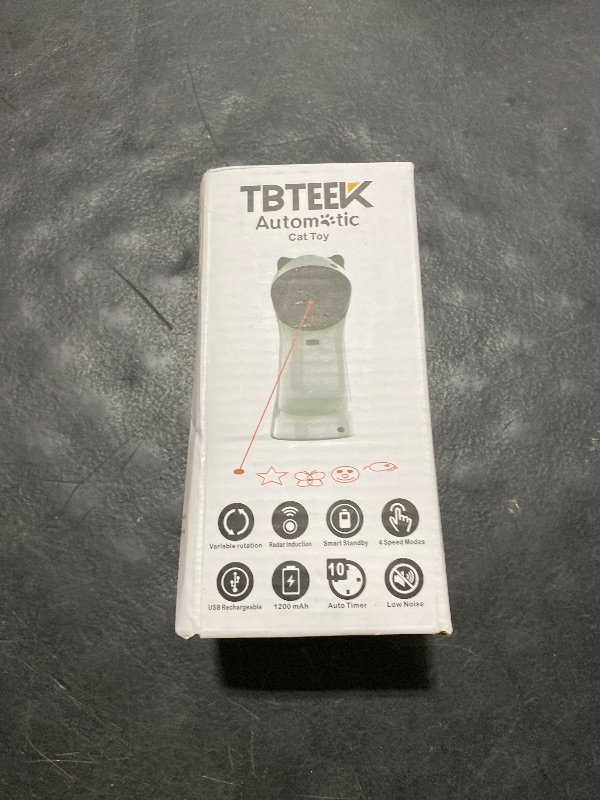 TBTEEK
Automatic
Cat Toy
Variable rotation
Radar Induction
Smart Standby
4 Speed Modes
10
USB Rechargeable
1200 mAh
Auto Timer
Low Noise